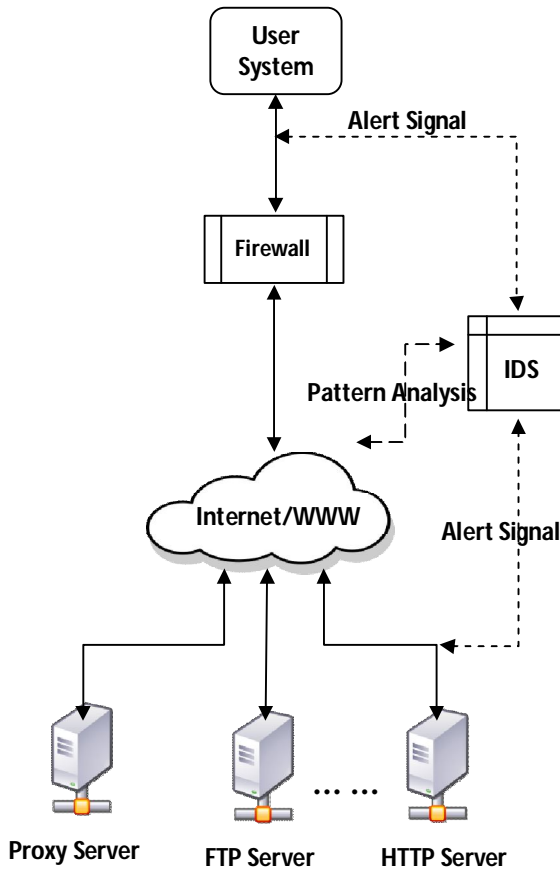 User
System
Alert Signal
Firewall
IDS
Pattern Analysis
Internet/WWW
Alert Signal
... ...
Proxy Server
FTP Server
HTTP Server